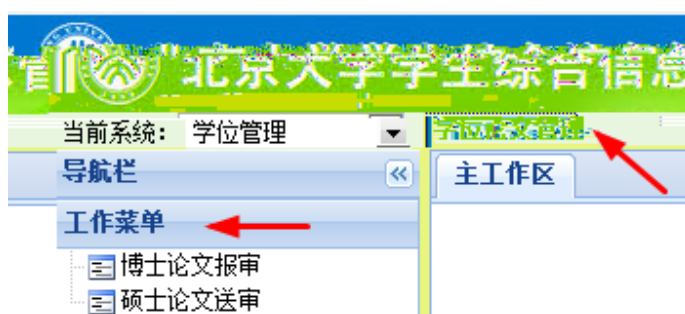 北京大学学生综合信息
当前系统: 学位管理
导航栏
主工作区
工作菜单
博士论文报审
硕士论文送审